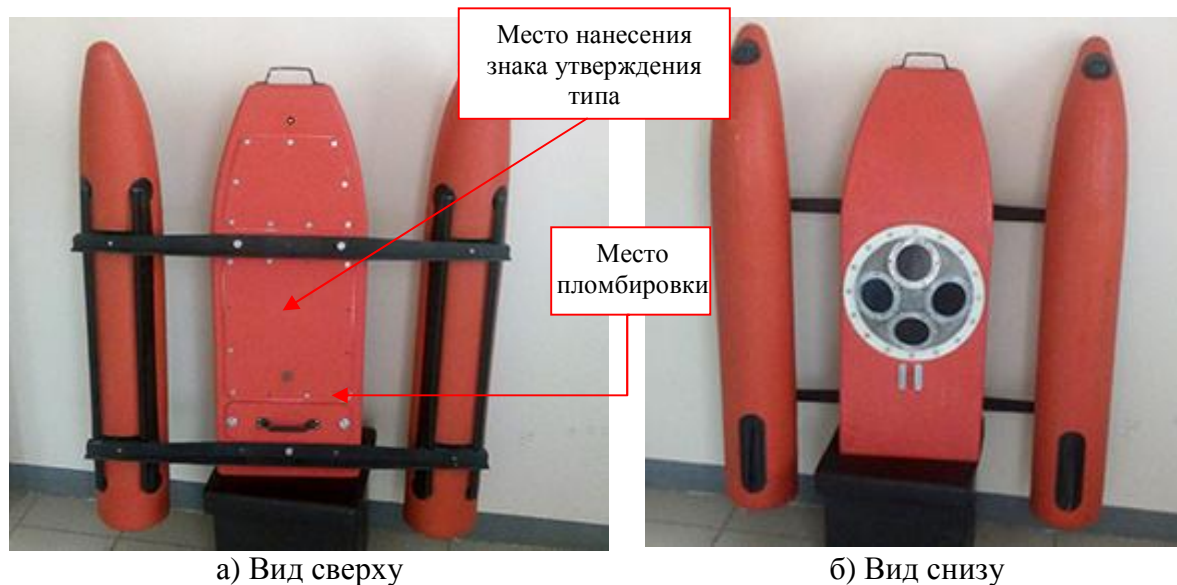 Место нанесения
знака утверждения
типа
Место
пломбировки
а) Вид сверху
б) Вид снизу